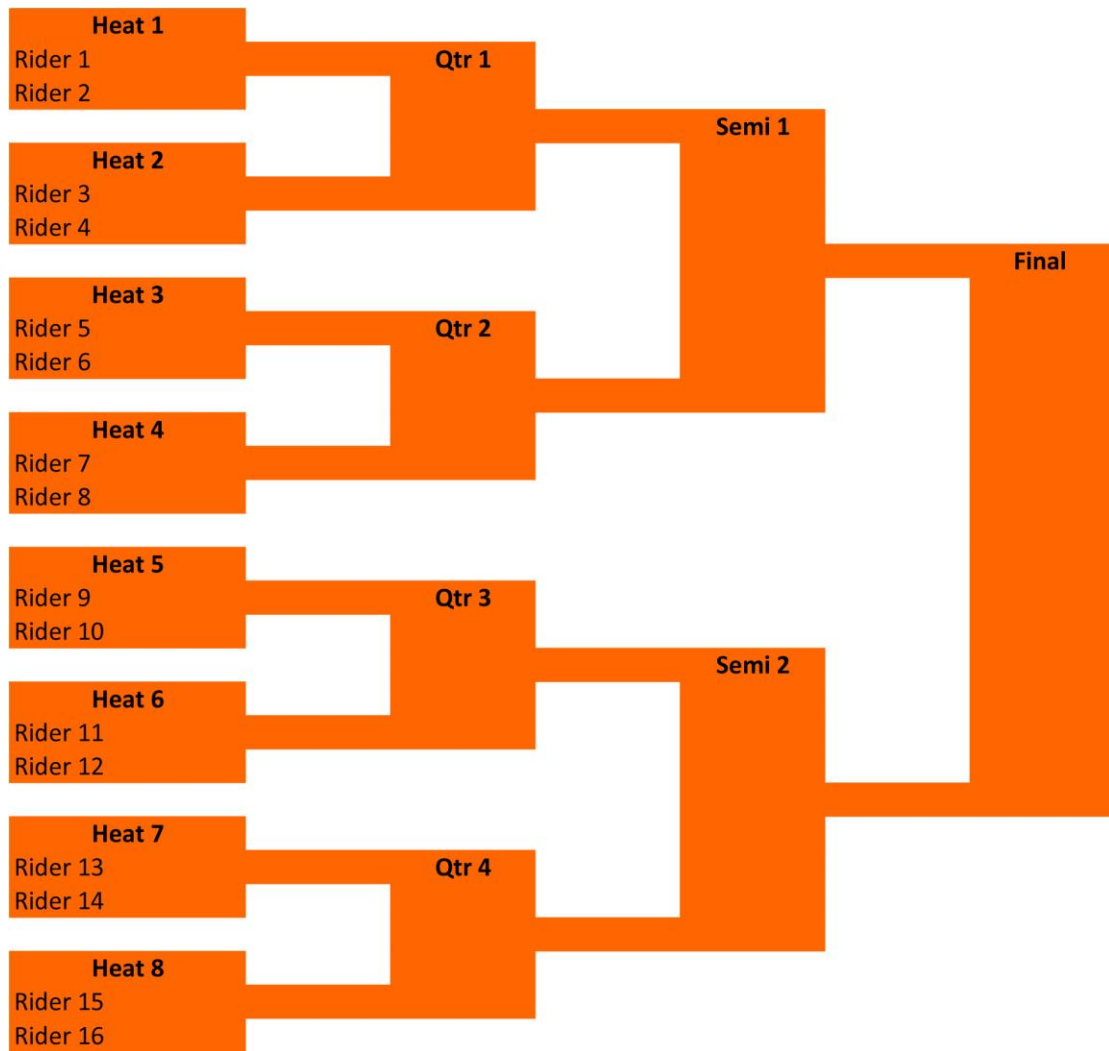 Heat 1
Rider 1
Rider 2
Heat 2
Rider 3
Rider 4
Heat 3
Rider 5
Rider 6
Heat 4
Rider 7
Rider 8
Heat 5
Rider 9
Rider 10
Heat 6
Rider 11
Rider 12
Heat 7
Rider 13
Rider 14
Heat 8
Rider 15
Rider 16
Qtr 1
Qtr 2
Qtr 3
Qtr 4
Semi 1
Semi 2
Final